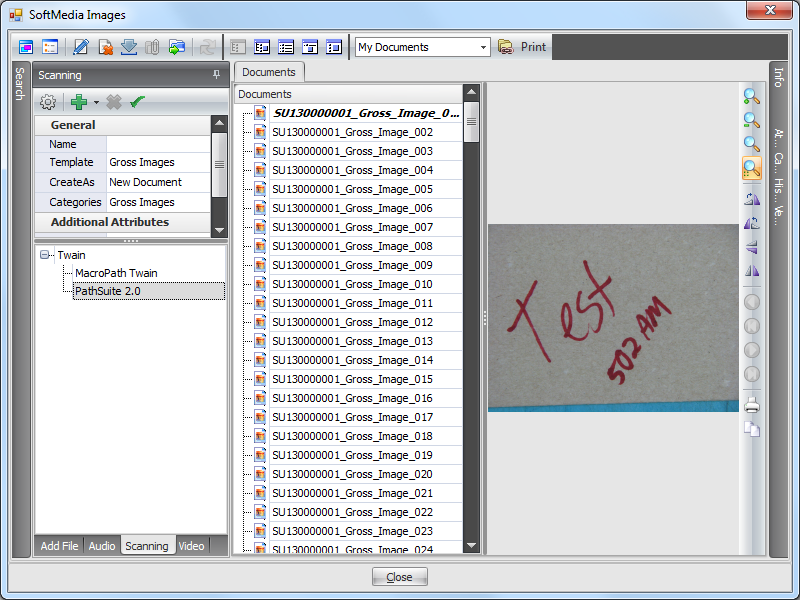 SoftMedia Images
My Documents
Print
Search
Scanning
General
Name
Template Gross Images
CreateAs New Document
Categories Gross Images
Additional Attributes
Twain
MacroPath Twain
PathSuite 2.0
Add File Audio Scanning Video
Documents
Documents
SU130000001_Gross_Image_0...
SU130000001_Gross_Image_002
SU130000001_Gross_Image_003
SU130000001_Gross_Image_004
SU130000001_Gross_Image_005
SU130000001_Gross_Image_006
SU130000001_Gross_Image_007
SU130000001_Gross_Image_008
SU130000001_Gross_Image_009
SU130000001_Gross_Image_010
SU130000001_Gross_Image_011
SU130000001_Gross_Image_012
SU130000001_Gross_Image_013
SU130000001_Gross_Image_014
SU130000001_Gross_Image_015
SU130000001_Gross_Image_016
SU130000001_Gross_Image_017
SU130000001_Gross_Image_018
SU130000001_Gross_Image_019
SU130000001_Gross_Image_020
SU130000001_Gross_Image_021
SU130000001_Gross_Image_022
SU130000001_Gross_Image_023
SU130000001_Gross_Image_024
Test
502 AM
Info
At... Ca... His... Ve...
Close